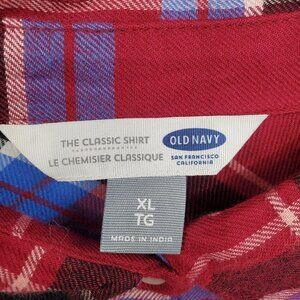 THE CLASSIC SHIRT
LE CHEMISIER CLASSIQUE
OLD NAVY
SAN FRANCISCO
CALIFORNIA
XL
TG
MADE IN INDIA